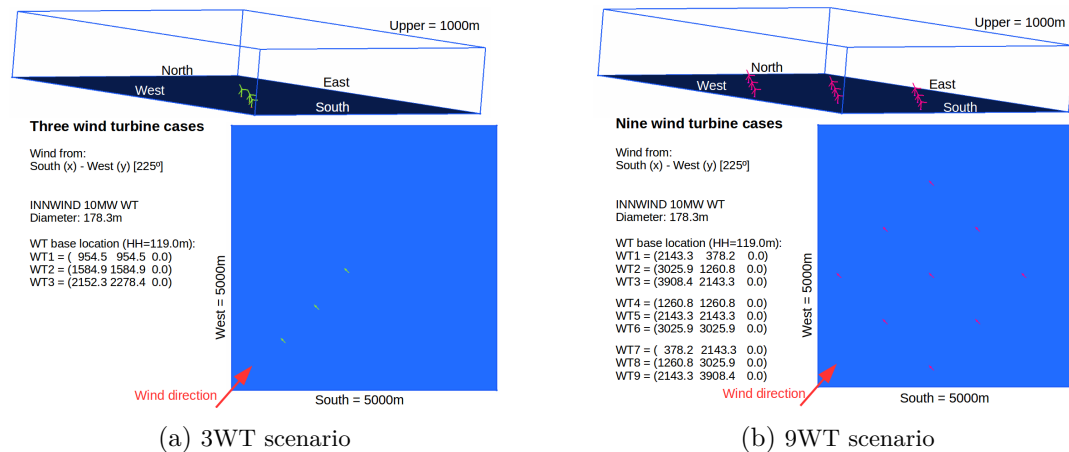 Upper = 1000m
North
East
West
South
Three wind turbine cases
Wind from:
South (x) - West (y) [225º]
INNWIND 10MW WT
Diameter: 178.3m
WT base location (HH=119.0m):
WT1 = (  954.5   954.5  0.0)
WT2 = (1584.9 1584.9  0.0)
WT3 = (2152.3 2278.4  0.0)
West = 5000m
Wind direction
South = 5000m
(a) 3WT scenario
Upper = 1000m
North
East
West
South
Nine wind turbine cases
Wind from:
South (x) - West (y) [225º]
INNWIND 10MW WT
Diameter: 178.3m
WT base location (HH=119.0m):
WT1 = (2143.3   378.2   0.0)
WT2 = (3025.9 1260.8   0.0)
WT3 = (3908.4 2143.3   0.0)
WT4 = (1260.8 1260.8   0.0)
WT5 = (2143.3 2143.3   0.0)
WT6 = (3025.9 3025.9   0.0)
WT7 = (  378.2 2143.3   0.0)
WT8 = (1260.8 3025.9   0.0)
WT9 = (2143.3 3908.4   0.0)
West = 5000m
Wind direction
South = 5000m
(b) 9WT scenario